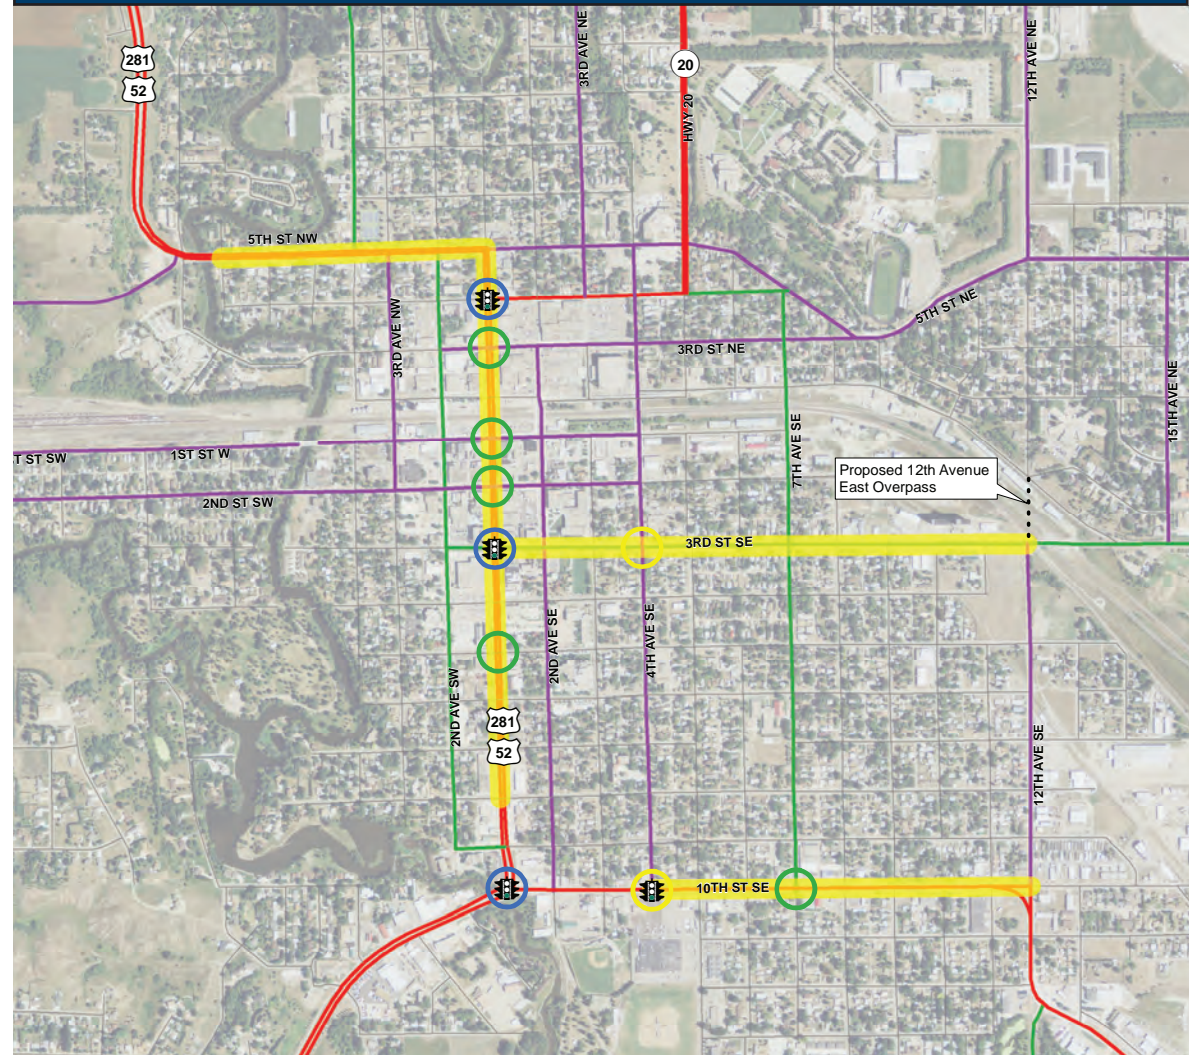 3RD AVE NE
12TH AVE NE
281
52
20
HWY 20
5TH ST NW
5TH ST NE
3RD AVE NW
3RD ST NE
15TH AVE NE
T ST SW
1ST ST W
7TH AVE SE
Proposed 12th Avenue
East Overpass
2ND ST SW
3RD ST SE
2ND AVE SE
4TH AVE SE
2ND AVE SW
281
52
12TH AVE SE
10TH ST SE